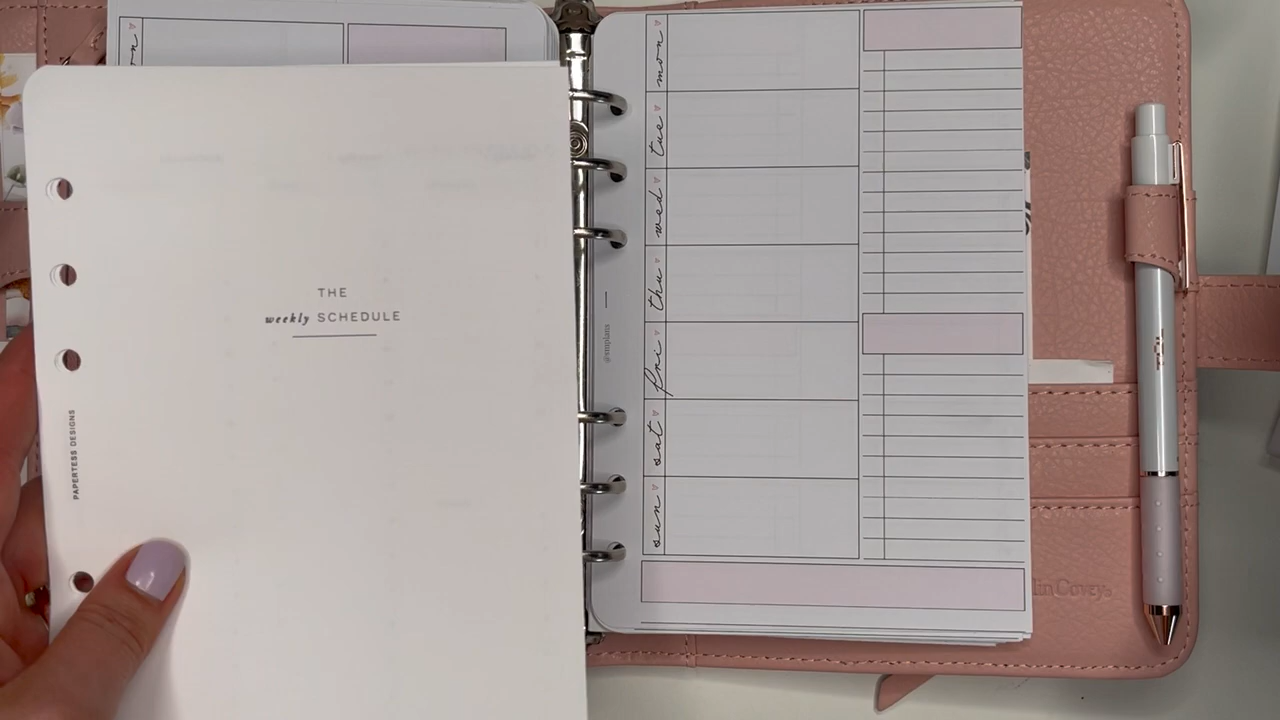 THE
weekly SCHEDULE
PAPERTESS DESIGNS
mon
tue
wed
thu
fri
sat
sun
@emplans